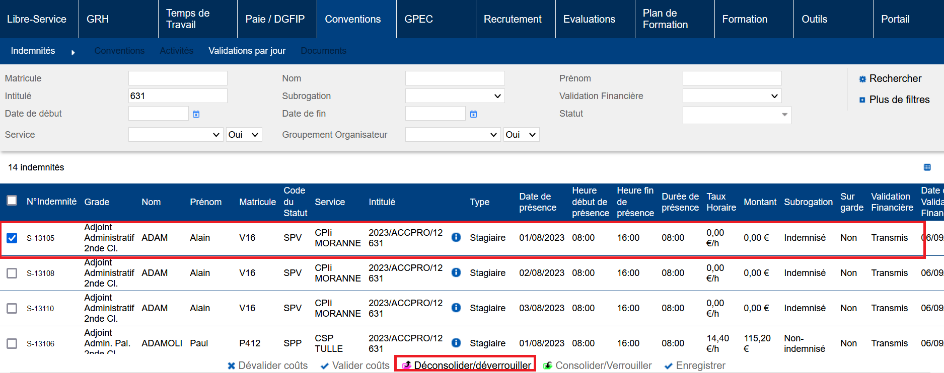 Libre-Service GRH Temps de Travail Paie / DGFIP Conventions GPEC Recrutement Evaluations Plan de Formation Formation Outils Portail
Indemnités Conventions Activités Validations par jour Documents
Matricule Nom Prénom Rechercher
Intitulé 631 Subrogation Validation Financière Plus de filtres
Date de début Date de fin Statut
Service Oui Groupement Organisateur Oui
14 indemnités
N°Indemnité Grade Nom Prénom Matricule Code du Statut Service Intitulé Type Date de présence Heure début de présence Heure fin de présence Durée de présence Taux Horaire Montant Subrogation Sur garde Validation Financière Date
S-13105 Adjoint Administratif 2nde Cl. ADAM Alain V16 SPV CPIi MORANNE 2023/ACCPRO/12 631 Stagiaire 01/08/2023 08:00 16:00 08:00 0,00 €/h 0,00 € Indemnisé Non Transmis 06/09
S-13108 Adjoint Administratif 2nde Cl. ADAM Alain V16 SPV CPIi MORANNE 2023/ACCPRO/12 631 Stagiaire 02/08/2023 08:00 16:00 08:00 0,00 €/h 0,00 € Indemnisé Non Transmis 06/09
S-13110 Adjoint Administratif 2nde Cl. ADAM Alain V16 SPV CPIi MORANNE 2023/ACCPRO/12 631 Stagiaire 03/08/2023 08:00 16:00 08:00 0,00 €/h 0,00 € Indemnisé Non Transmis 06/09
S-13106 Adjoint Admin. Pal. 2nde Cl. ADAMOLI Paul P412 SPP CSP TULLE 2023/ACCPRO/12 631 Stagiaire 01/08/2023 08:00 16:00 08:00 14,40 €/h 115,20 € Non-indemnisé Non Transmis 06/09
Dévalider coûts Valider coûts Déconsolider/déverrouiller Consolider/Verrouiller Enregistrer